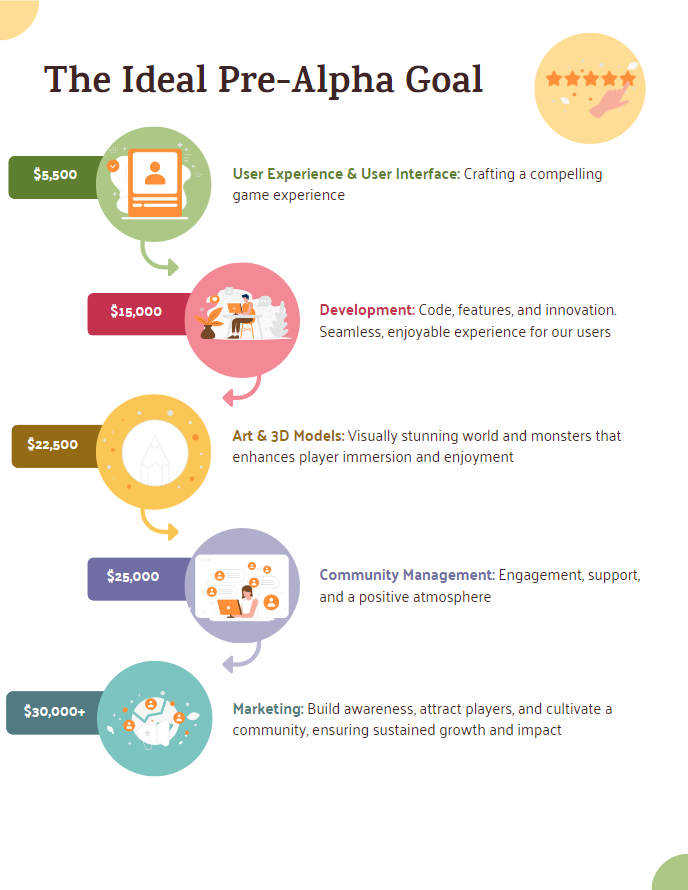 The Ideal Pre-Alpha Goal
$5,500
User Experience & User Interface: Crafting a compelling
game experience
$15,000
Development: Code, features, and innovation.
Seamless, enjoyable experience for our users
$22,500
Art & 3D Models: Visually stunning world and monsters that
enhances player immersion and enjoyment
$25,000
Community Management: Engagement, support,
and a positive atmosphere
$30,000+
Marketing: Build awareness, attract players, and cultivate a
community, ensuring sustained growth and impact